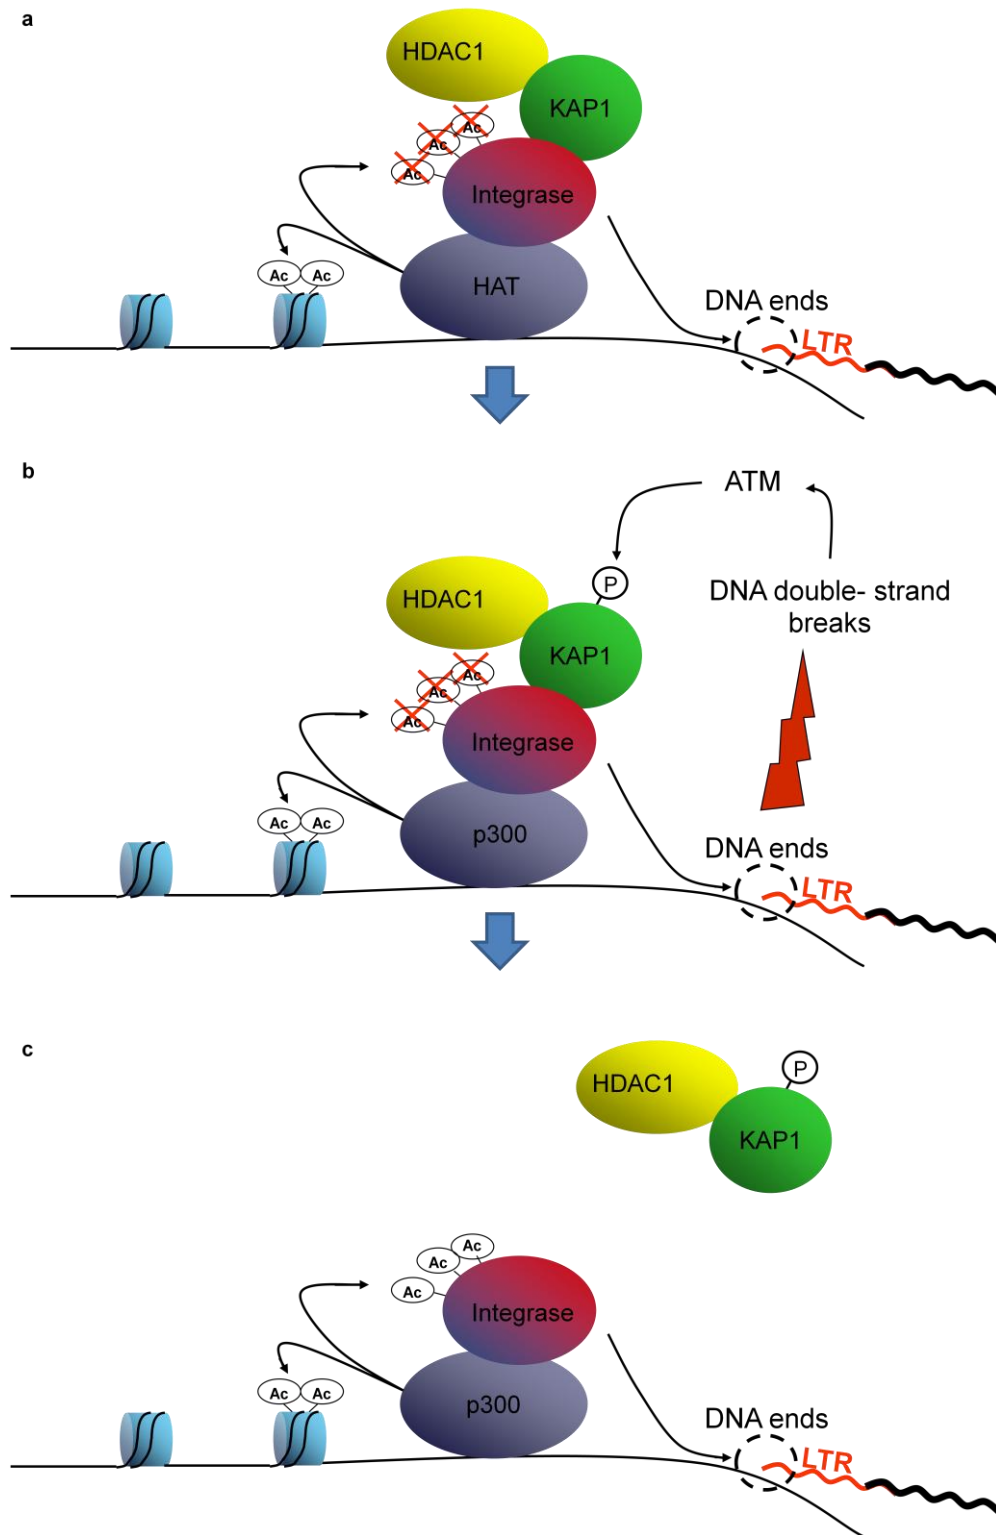 a
HDAC1
KAP1
Ac
Ac
Ac
Integrase
Ac Ac
HAT
DNA ends
LTR
b
ATM
P
HDAC1
DNA double- strand
breaks
KAP1
Ac
Ac
Ac
Integrase
Ac Ac
p300
DNA ends
LTR
c
P
HDAC1
KAP1
Ac
Ac
Ac
Integrase
Ac Ac
p300
DNA ends
LTR